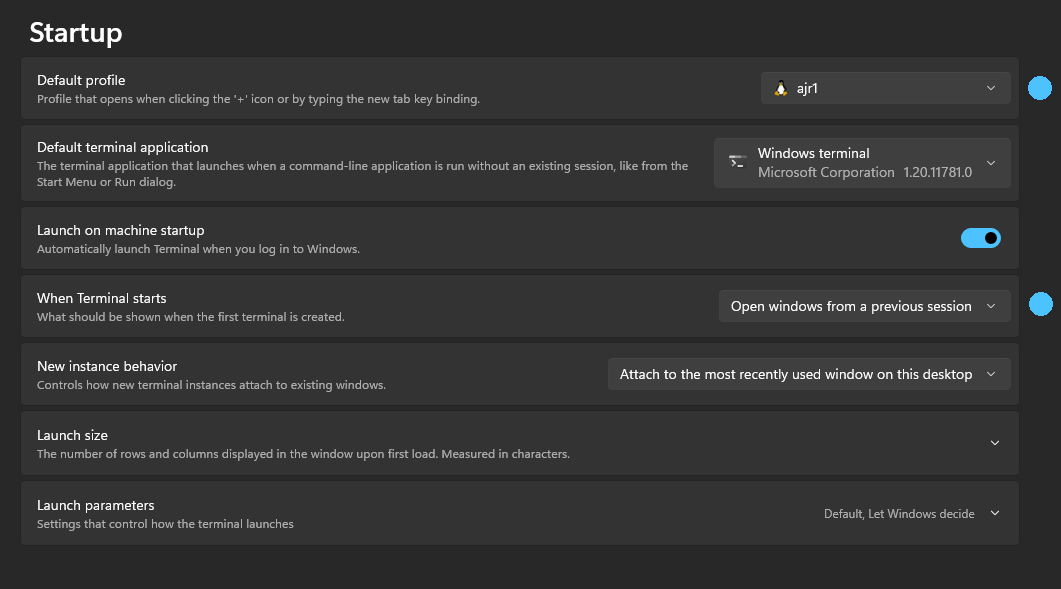 Startup
Default profile
Profile that opens when clicking the '+' icon or by typing the new tab key binding.
ajr1
Default terminal application
The terminal application that launches when a command-line application is run without an existing session, like from the
Start Menu or Run dialog.
Windows terminal
Microsoft Corporation 1.20.11781.0
Launch on machine startup
Automatically launch Terminal when you log in to Windows.
When Terminal starts
What should be shown when the first terminal is created.
Open windows from a previous session
New instance behavior
Controls how new terminal instances attach to existing windows.
Attach to the most recently used window on this desktop
Launch size
The number of rows and columns displayed in the window upon first load. Measured in characters.
Launch parameters
Settings that control how the terminal launches
Default, Let Windows decide